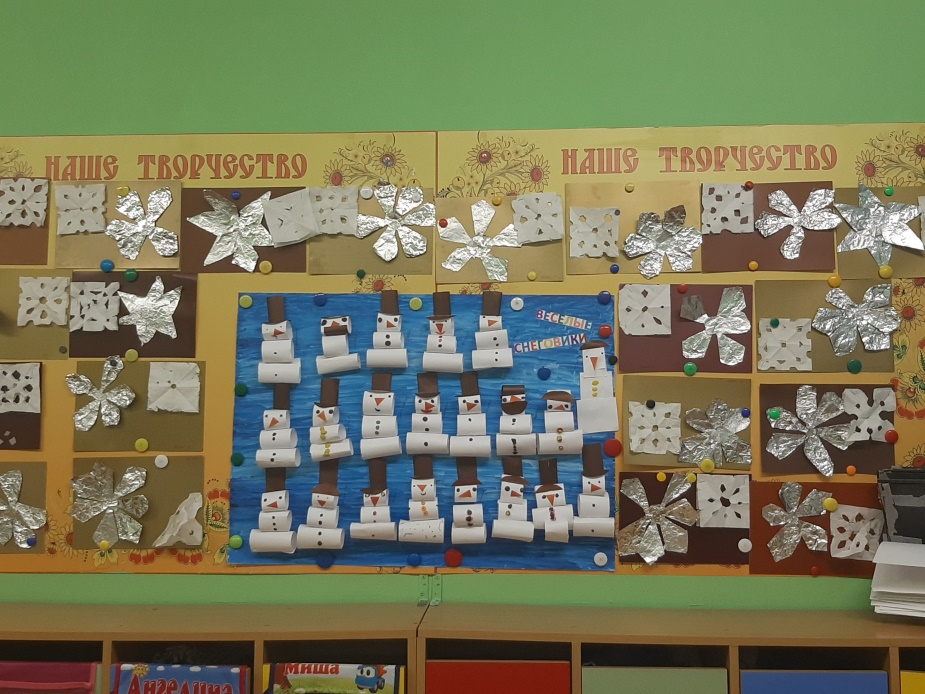 НАШЕ ТВОРЧЕСТВО
НАШЕ ТВОРЧЕСТВО
ВЕСЕЛЫЕ
СНЕГОВИКИ
Ангелина
Миша